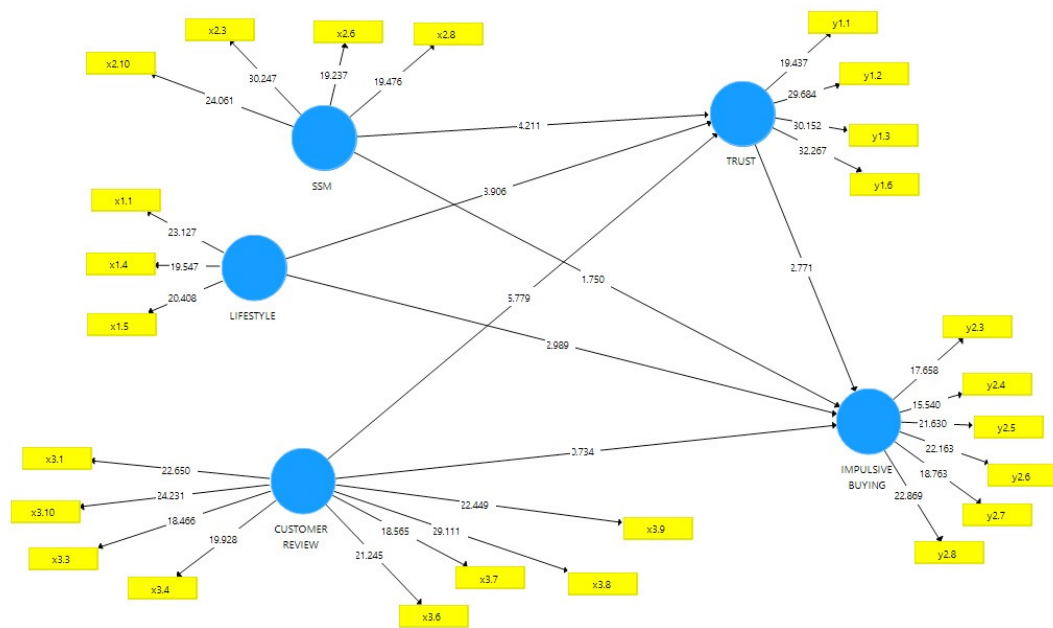 y1.1
x2.3
x2.6
x2.8
x2.10
19.437
y1.2
30.247
19.237
19.476
29.684
24.061
y1.3
4.211
30.152
32.267
TRUST
y1.6
SSM
3.906
x1.1
23.127
x1.4
19.547
2.771
1.750
20.408
x1.5
LIFESTYLE
5.779
y2.3
2.989
17.658
y2.4
15.540
21.630
y2.5
x3.1
0.734
22.163
22.650
IMPULSIVE
BUYING
18.763
y2.6
22.869
24.231
22.449
x3.10
y2.7
18.466
CUSTOMER
REVIEW
18.565
29.111
x3.9
19.928
21.245
y2.8
x3.3
x3.7
x3.8
x3.4
x3.6